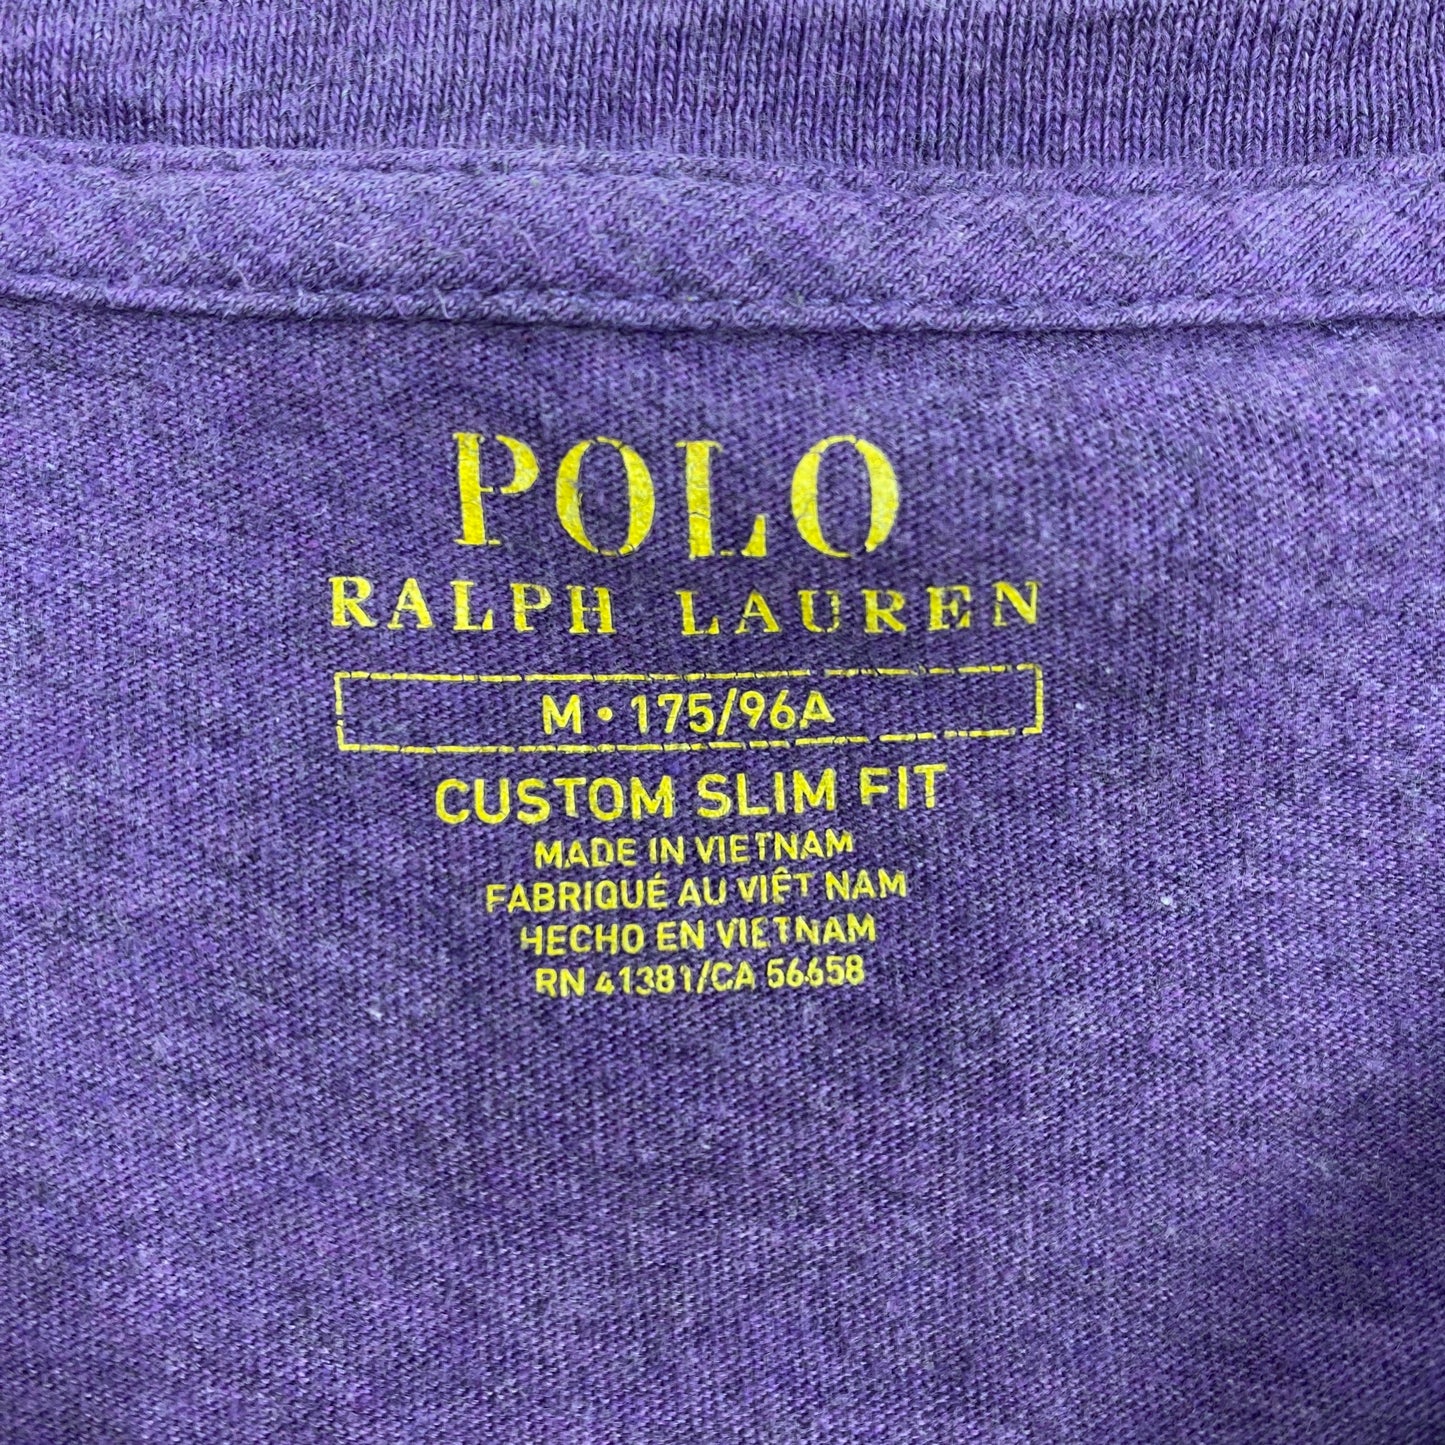 POLO
RALPH LAUREN
M • 175/96A
CUSTOM SLIM FIT
MADE IN VIETNAM
FABRIQUÉ AU VIÊT NAM
HECHO EN VIETNAM
RN 41381/CA 56658